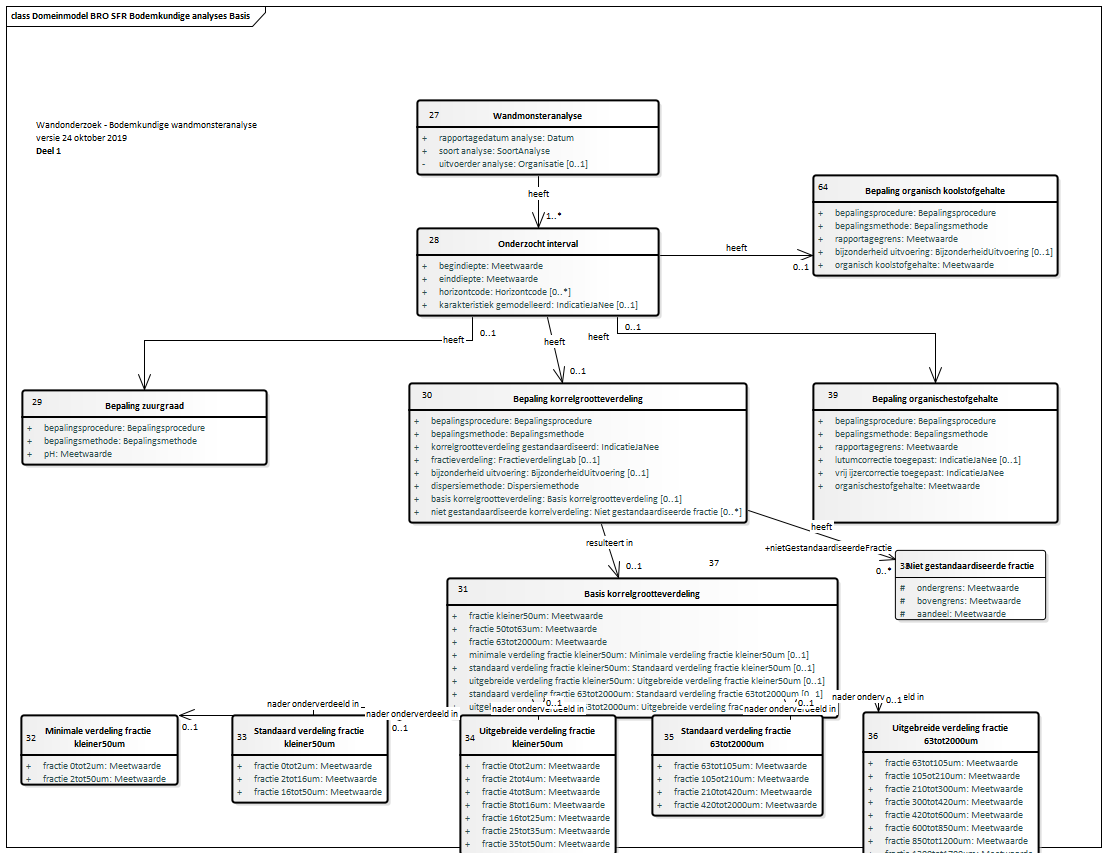 class Domeinmodel BRO SFR Bodemkundige analyses Basis
Wandonderzoek - Bodemkundige wandmonsteranalyse
versie 24 oktober 2019
Deel 1
27
Wandmonsteranalyse
+ rapportagedatum analyse: Datum
+ soort analyse: SoortAnalyse
- uitvoerder analyse: Organisatie [0..1]
heeft
1..*
64
Bepaling organisch koolstofgehalte
+ bepalingsprocedure: Bepalingsprocedure
+ bepalingsmethode: Bepalingsmethode
+ rapportagegrens: Meetwaarde
+ bijzonderheid uitvoering: BijzonderheidUitvoering [0..1]
+ organisch koolstofgehalte: Meetwaarde
28
Onderzocht interval
+ begindiepte: Meetwaarde
+ einddiepte: Meetwaarde
+ horizontcode: Horizontcode [0..*]
+ karakteristiek gemodelleerd: IndicatieJaNee [0..1]
heeft
0..1
heeft
0..1
heeft
0..1
heeft
0..1
29
Bepaling zuurgraad
+ bepalingsprocedure: Bepalingsprocedure
+ bepalingsmethode: Bepalingsmethode
+ pH: Meetwaarde
30
Bepaling korrelgrootteverdeling
+ bepalingsprocedure: Bepalingsprocedure
+ bepalingsmethode: Bepalingsmethode
+ korrelgrootteverdeling gestandaardiseerd: IndicatieJaNee
+ fractieverdeling: FractieverdelingLab [0..1]
+ bijzonderheid uitvoering: BijzonderheidUitvoering [0..1]
+ dispersiemethode: Dispersiemethode
+ basis korrelgrootteverdeling: Basis korrelgrootteverdeling [0..1]
+ niet gestandaardiseerde korrelverdeling: Niet gestandaardiseerde fractie [0..*]
39
Bepaling organischestofgehalte
+ bepalingsprocedure: Bepalingsprocedure
+ bepalingsmethode: Bepalingsmethode
+ rapportagegrens: Meetwaarde
+ lutumcorrectie toegepast: IndicatieJaNee [0..1]
+ vrij ijzercorrectie toegepast: IndicatieJaNee
+ organischestofgehalte: Meetwaarde
heeft
+nietGestandaardiseerdeFractie
0..*
resulteert in
0..1
37
Niet gestandaardiseerde fractie
# ondergrens: Meetwaarde
# bovengrens: Meetwaarde
# aandeel: Meetwaarde
31
Basis korrelgrootteverdeling
+ fractie kleiner50um: Meetwaarde
+ fractie 50tot63um: Meetwaarde
+ fractie 63tot2000um: Meetwaarde
+ minimale verdeling fractie kleiner50um: Minimale verdeling fractie kleiner50um [0..1]
+ standaard verdeling fractie kleiner50um: Standaard verdeling fractie kleiner50um [0..1]
+ uitgebreide verdeling fractie kleiner50um: Uitgebreide verdeling fractie kleiner50um [0..1]
+ standaard verdeling fractie 63tot2000um: Standaard verdeling fractie 63tot2000um [0..1]
nader onderverdeeld in
0..1
nader onderverdeeld in
0..1
nader onderverdeeld in
0..1
nader onderverdeeld in
0..1
nader onderv eld in
0..1
32
Minimale verdeling fractie
kleiner50um
+ fractie 0tot2um: Meetwaarde
+ fractie 2tot50um: Meetwaarde
33
Standaard verdeling fractie
kleiner50um
+ fractie 0tot2um: Meetwaarde
+ fractie 2tot16um: Meetwaarde
+ fractie 16tot50um: Meetwaarde
34
Uitgebreide verdeling fractie
kleiner50um
+ fractie 0tot2um: Meetwaarde
+ fractie 2tot4um: Meetwaarde
+ fractie 4tot8um: Meetwaarde
+ fractie 8tot16um: Meetwaarde
+ fractie 16tot25um: Meetwaarde
+ fractie 25tot35um: Meetwaarde
+ fractie 35tot50um: Meetwaarde
35
Standaard verdeling fractie
63tot2000um
+ fractie 63tot105um: Meetwaarde
+ fractie 105tot210um: Meetwaarde
+ fractie 210tot420um: Meetwaarde
+ fractie 420tot2000um: Meetwaarde
36
Uitgebreide verdeling fractie
63tot2000um
+ fractie 63tot105um: Meetwaarde
+ fractie 105tot210um: Meetwaarde
+ fractie 210tot300um: Meetwaarde
+ fractie 300tot420um: Meetwaarde
+ fractie 420tot600um: Meetwaarde
+ fractie 600tot850um: Meetwaarde
+ fractie 850tot1200um: Meetwaarde